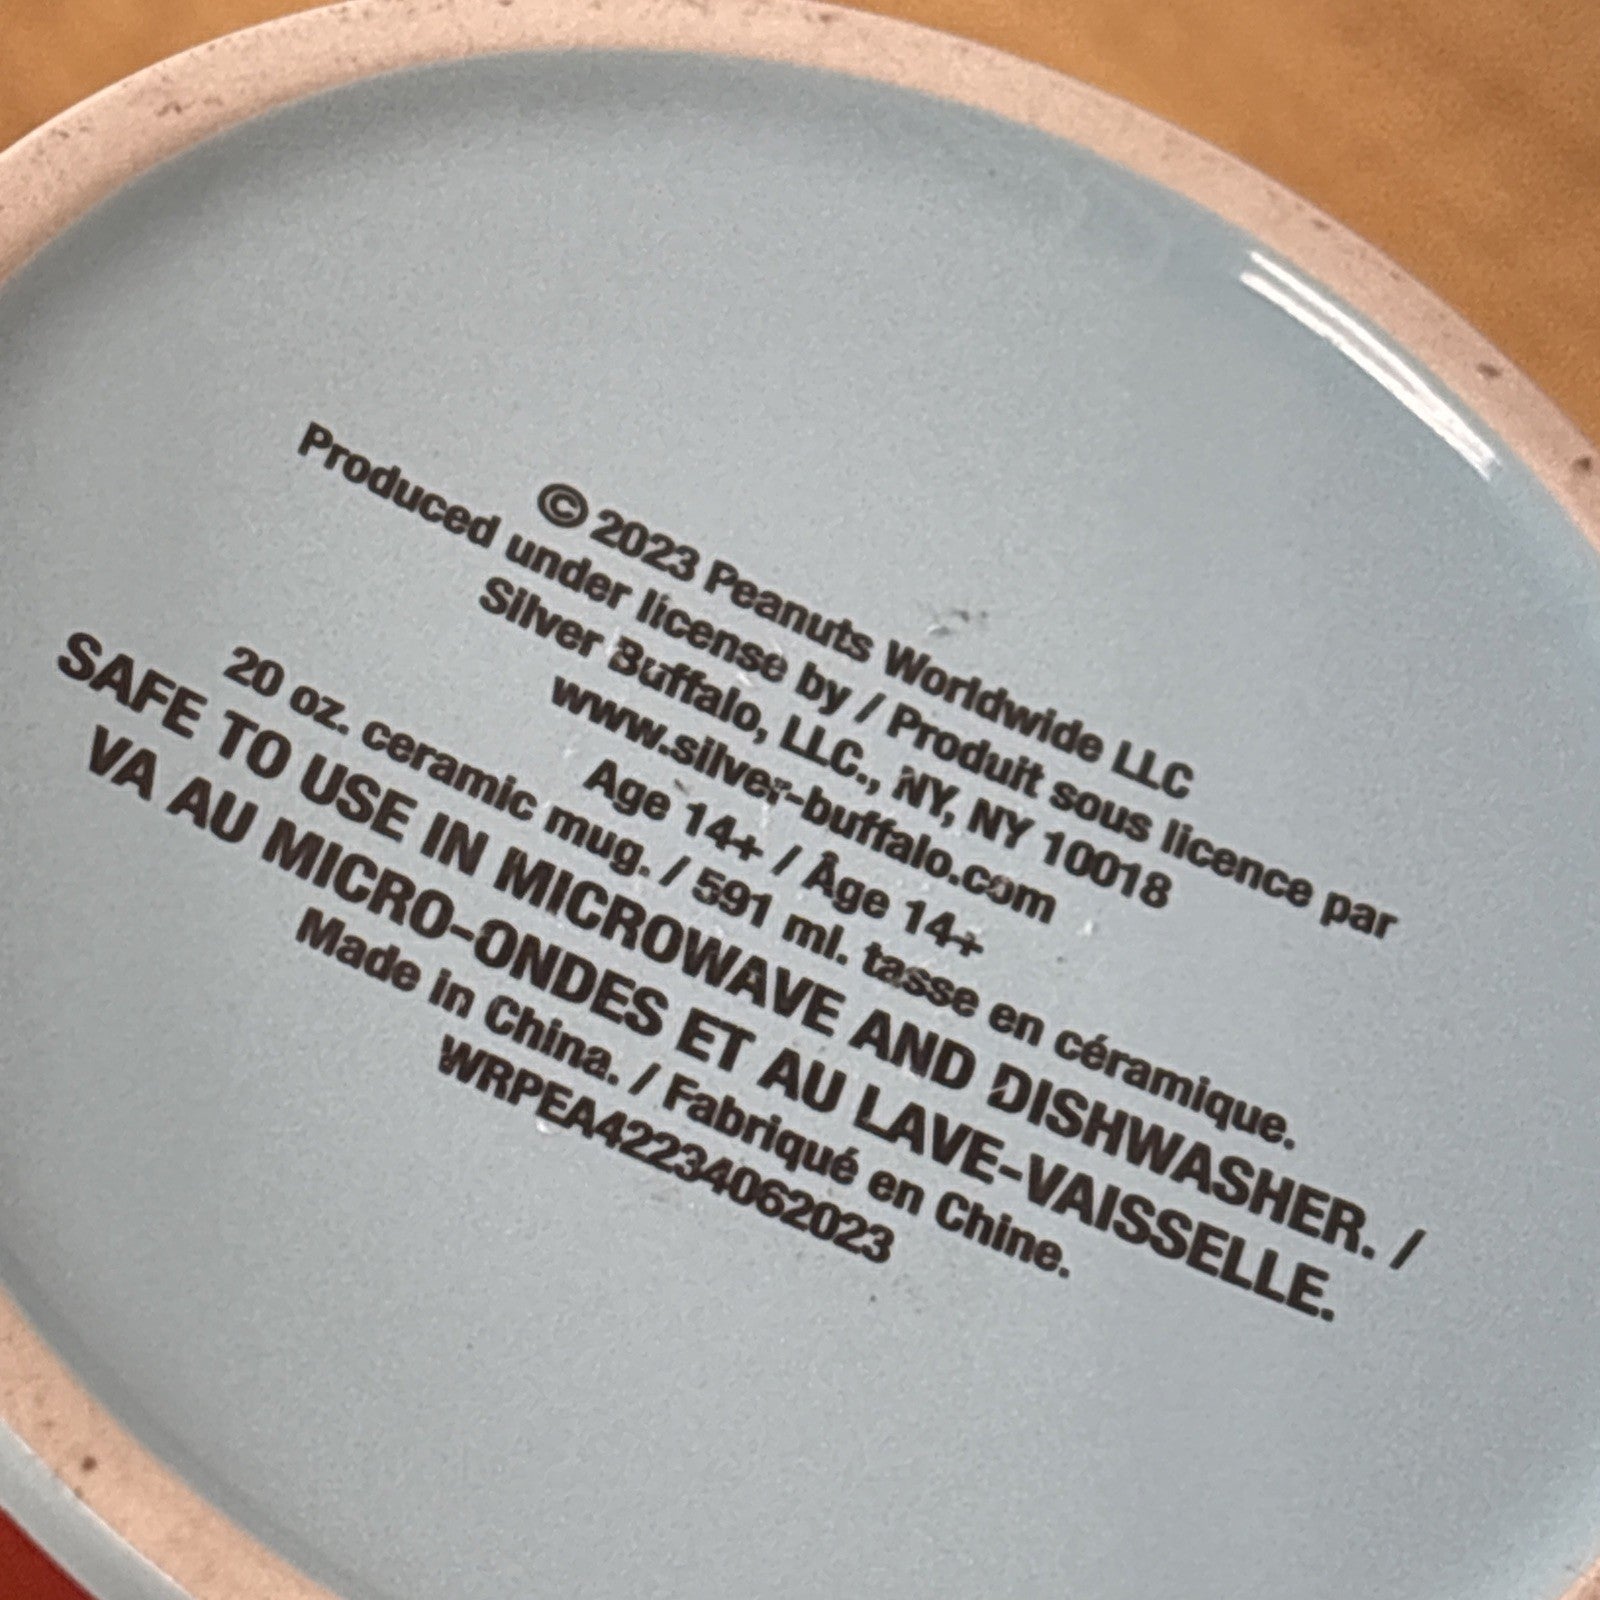 © 2023 Peanuts Worldwide LLC
Produced under license by / Produit sous licence par
Silver Buffalo, LLC., NY, NY 10018
www.silver-buffalo.com
Age 14+ / Âge 14+
20 oz. ceramic mug. / 591 ml. tasse en céramique.
SAFE TO USE IN MICROWAVE AND DISHWASHER. /
VA AU MICRO-ONDES ET AU LAVE-VAISSELLE.
Made in China. / Fabriqué en Chine.
WRPEA42234062023